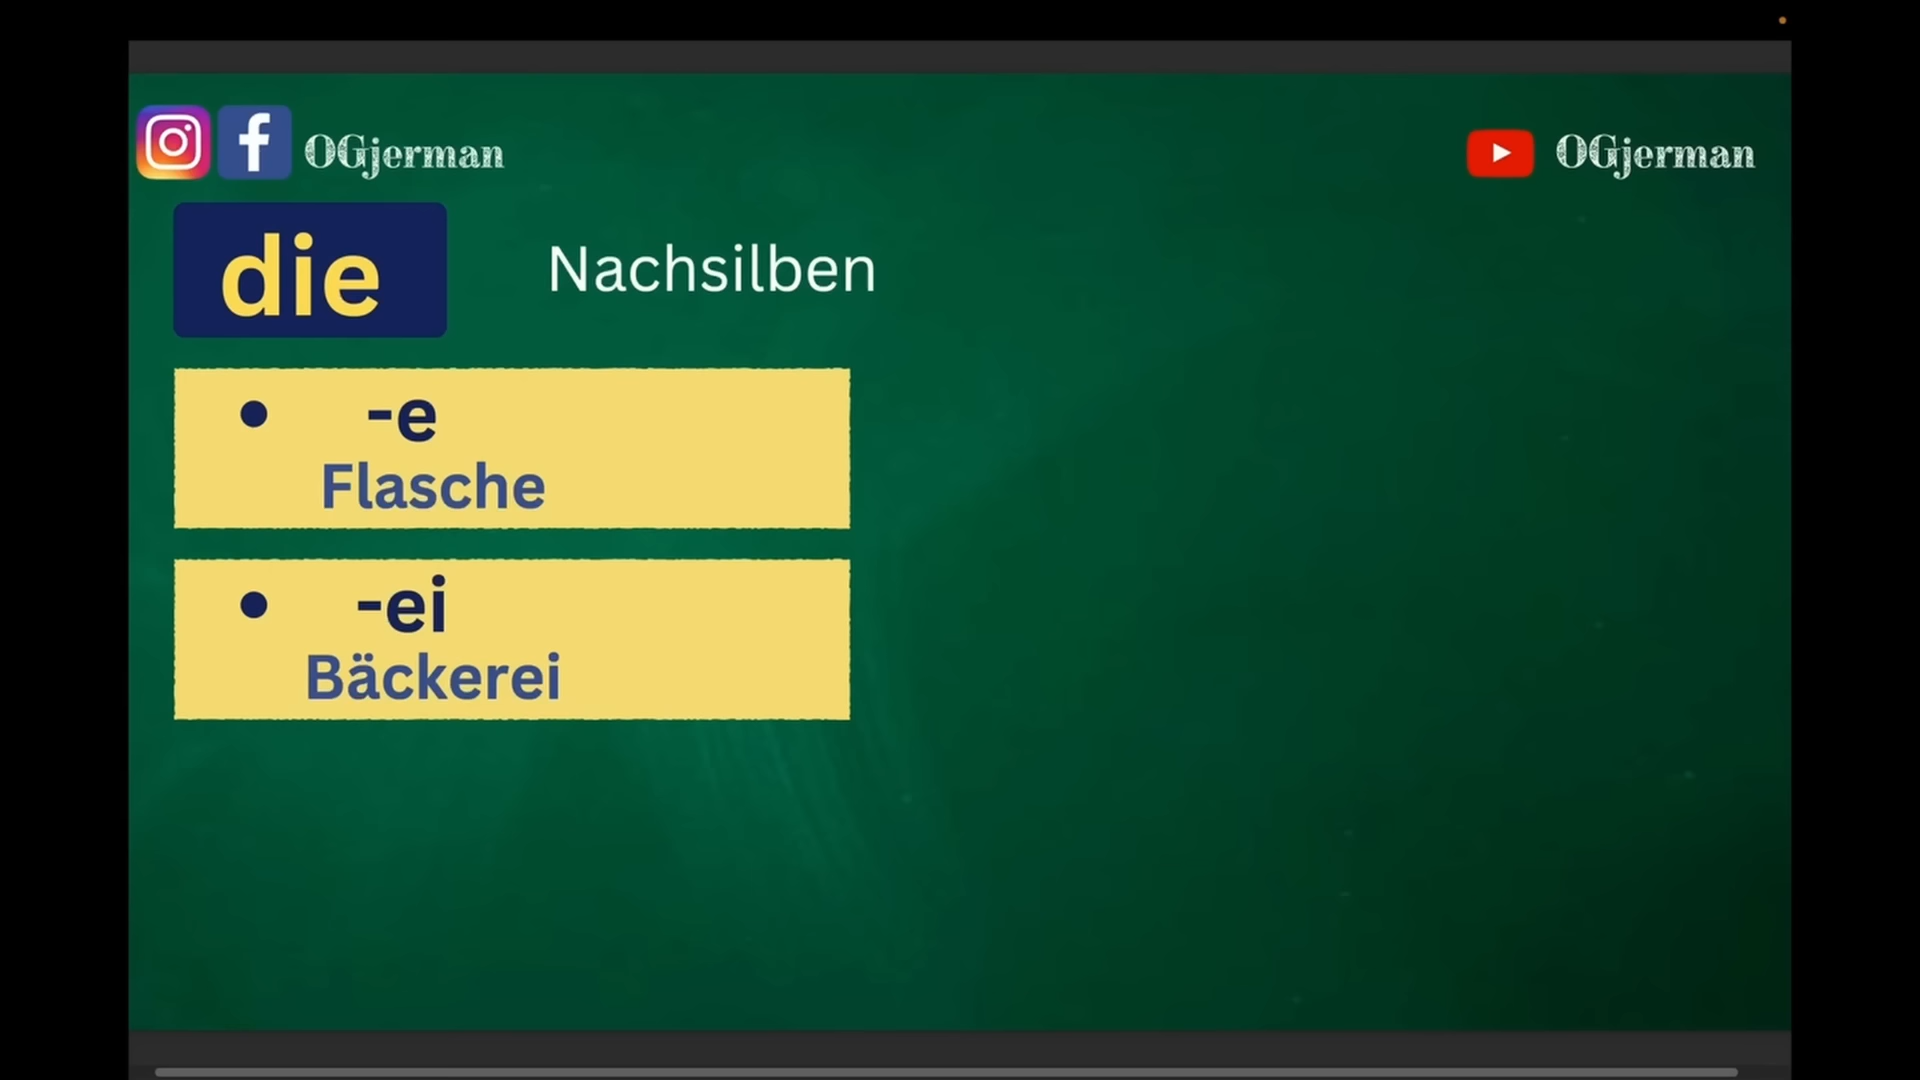 OGjerman
OGjerman
die
Nachsilben
• -e
Flasche
• -ei
Bäckerei